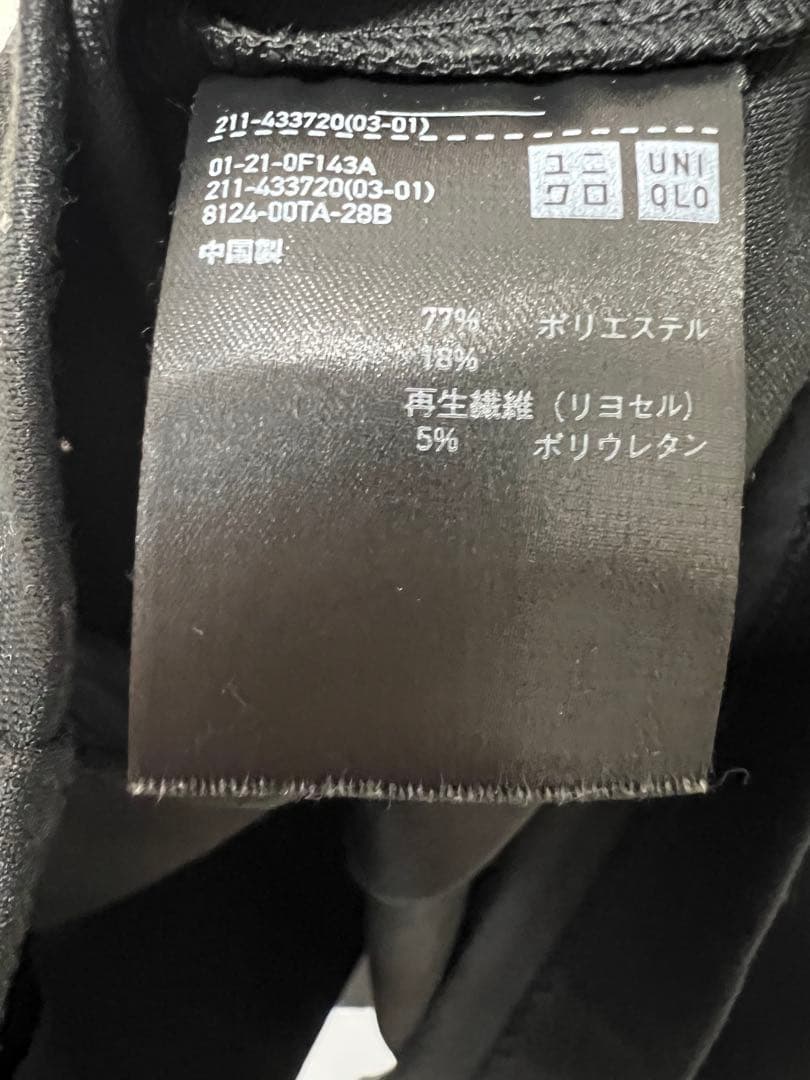 211-433720(03-01)
01-21-0F143A
211-433720(03-01)
8124-00TA-28B
中国製
ユニ
クロ
UNI
QLO
77% ポリエステル
18%
再生繊維 (リヨセル)
5% ポリウレタン